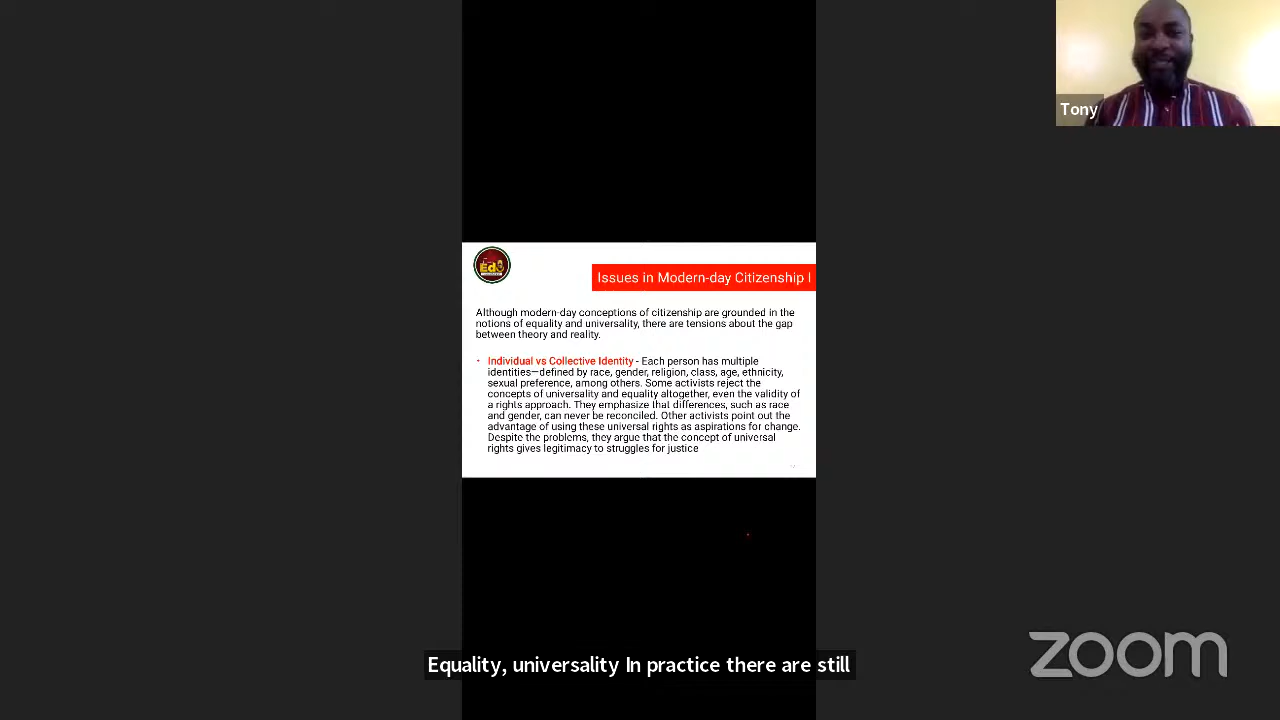 Tony
Edo
Issues in Modern-day Citizenship I
Although modern-day conceptions of citizenship are grounded in the
notions of equality and universality, there are tensions about the gap
between theory and reality.
- Individual vs Collective Identity - Each person has multiple
identities—defined by race, gender, religion, class, age, ethnicity,
sexual preference, among others. Some activists reject the
concepts of universality and equality altogether, even the validity of
a rights approach. They emphasize that differences, such as race
and gender, can never be reconciled. Other activists point out the
advantage of using these universal rights as aspirations for change.
Despite the problems, they argue that the concept of universal
rights gives legitimacy to struggles for justice
Equality, universality In practice there are still
zoom